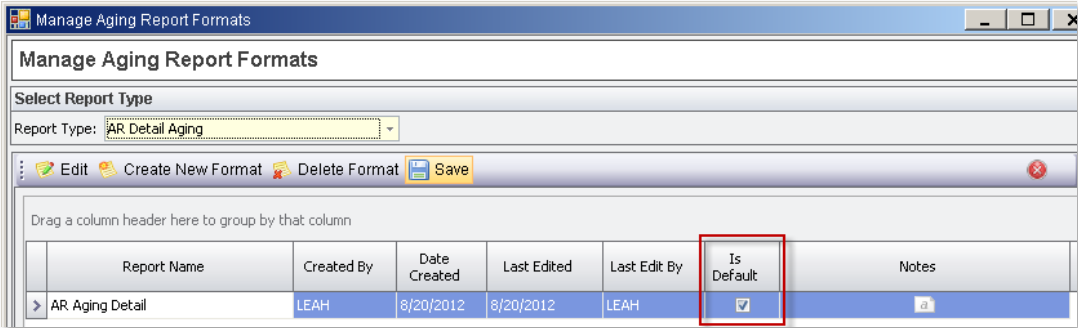 Manage Aging Report Formats
Manage Aging Report Formats
Select Report Type
Report Type: AR Detail Aging
Edit Create New Format Delete Format Save
Drag a column header here to group by that column
Report Name Created By Date Created Last Edited Last Edit By Is Default Notes
AR Aging Detail LEAH 8/20/2012 8/20/2012 LEAH a